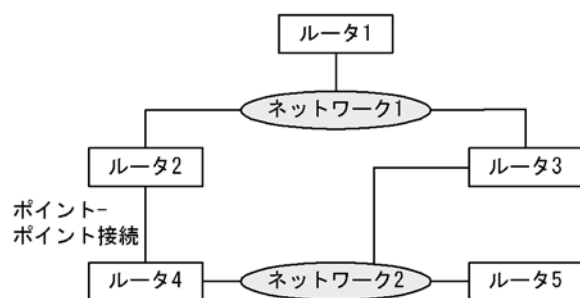 ルータ1
ネットワーク1
ルータ2
ルータ3
ポイント-
ポイント接続
ルータ4
ネットワーク2
ルータ5